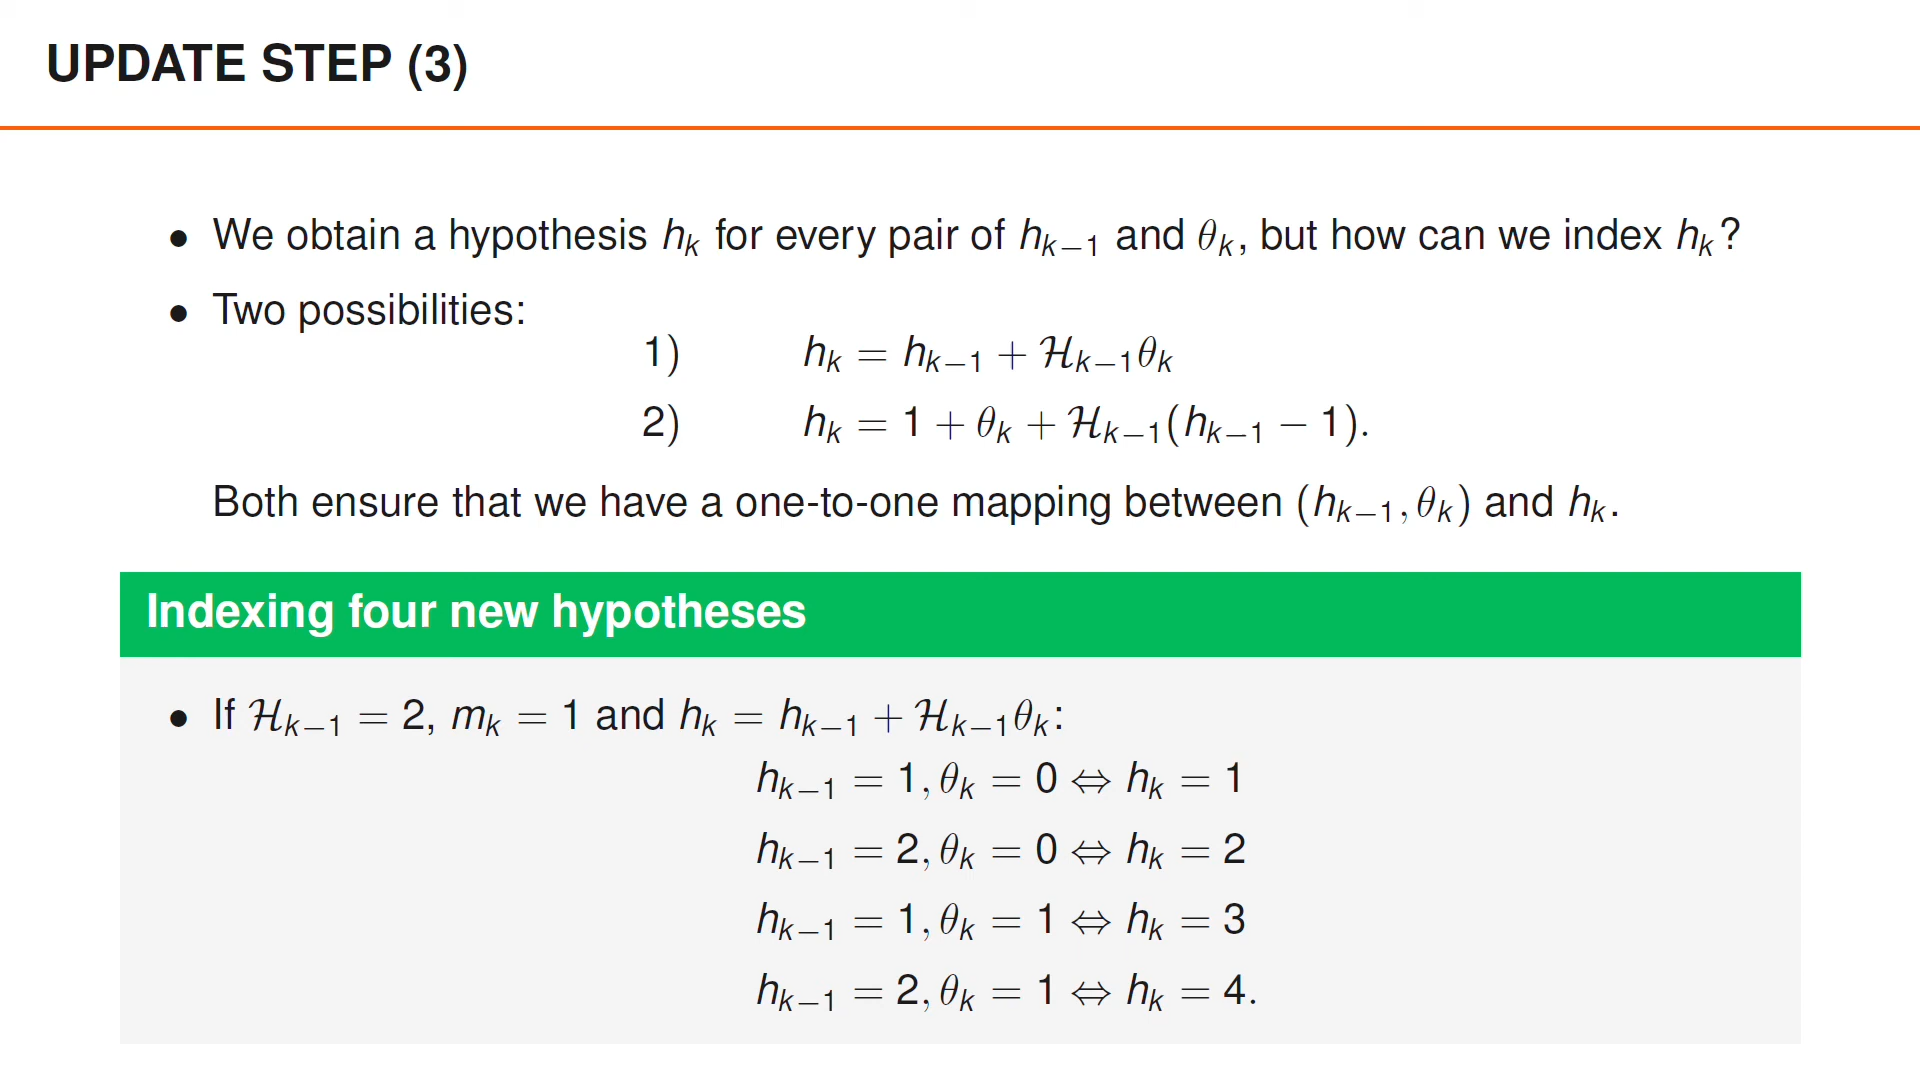 UPDATE STEP (3)
• We obtain a hypothesis hₖ for every pair of hₖ₋₁ and θₖ, but how can we index hₖ?
• Two possibilities:
1) hₖ = hₖ₋₁ + ℋₖ₋₁θₖ
2) hₖ = 1 + θₖ + ℋₖ₋₁(hₖ₋₁ − 1).
Both ensure that we have a one-to-one mapping between (hₖ₋₁, θₖ) and hₖ.
Indexing four new hypotheses
• If ℋₖ₋₁ = 2, mₖ = 1 and hₖ = hₖ₋₁ + ℋₖ₋₁θₖ:
hₖ₋₁ = 1, θₖ = 0 ⇔ hₖ = 1
hₖ₋₁ = 2, θₖ = 0 ⇔ hₖ = 2
hₖ₋₁ = 1, θₖ = 1 ⇔ hₖ = 3
hₖ₋₁ = 2, θₖ = 1 ⇔ hₖ = 4.